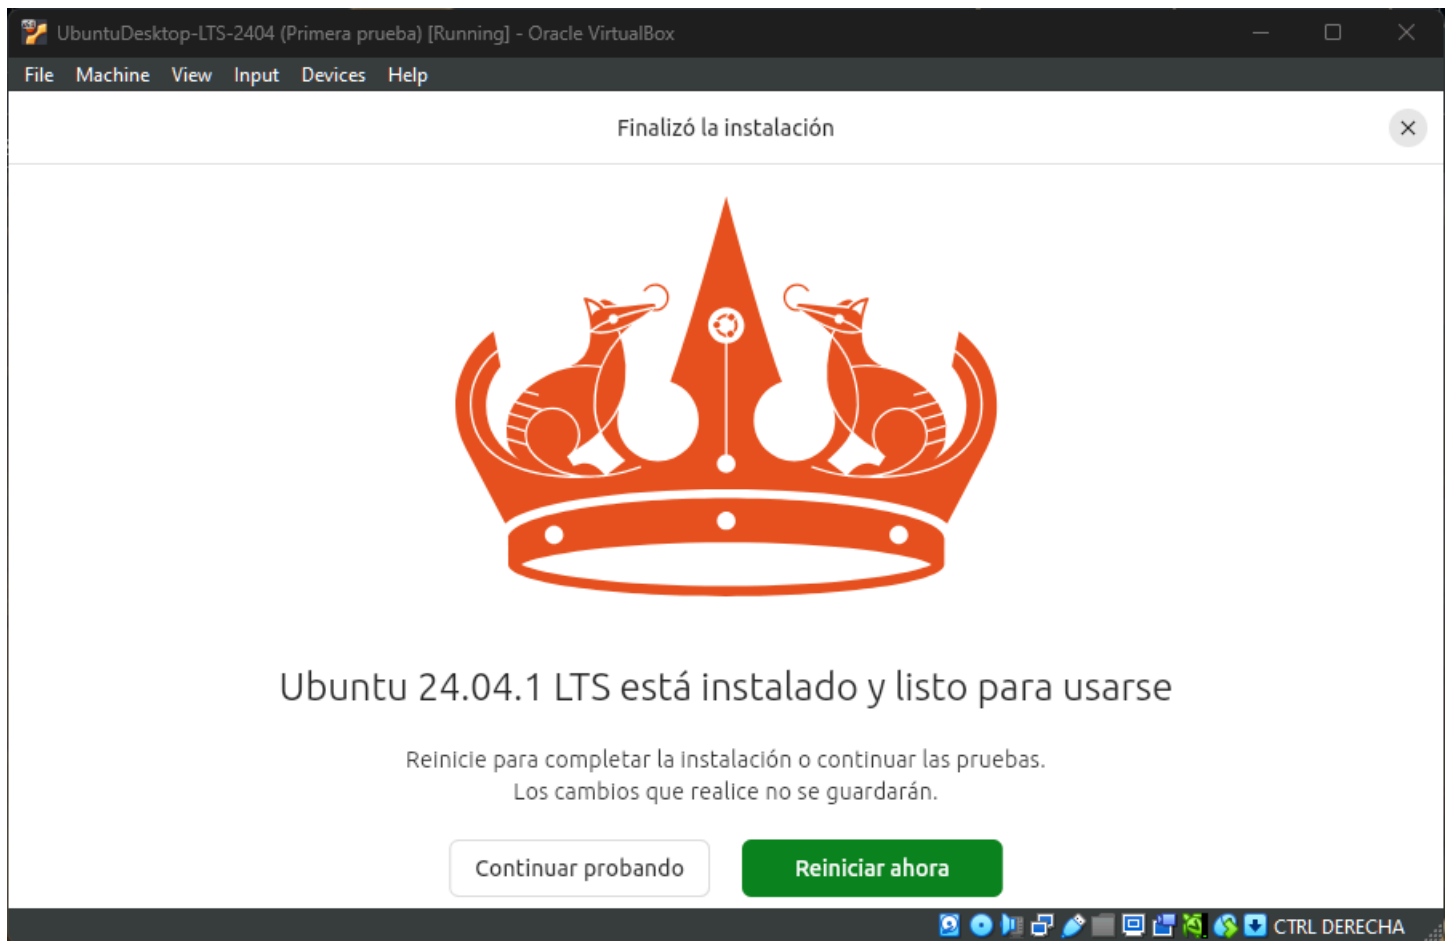 UbuntuDesktop-LTS-2404 (Primera prueba) [Running] - Oracle VirtualBox
File Machine View Input Devices Help
Finalizó la instalación
Ubuntu 24.04.1 LTS está instalado y listo para usarse
Reinicie para completar la instalación o continuar las pruebas.
Los cambios que realice no se guardarán.
Continuar probando
Reiniciar ahora
CTRL DERECHA